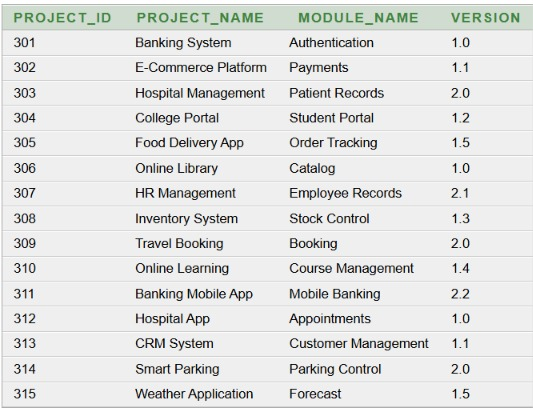 PROJECT_ID PROJECT_NAME MODULE_NAME VERSION
301 Banking System Authentication 1.0
302 E-Commerce Platform Payments 1.1
303 Hospital Management Patient Records 2.0
304 College Portal Student Portal 1.2
305 Food Delivery App Order Tracking 1.5
306 Online Library Catalog 1.0
307 HR Management Employee Records 2.1
308 Inventory System Stock Control 1.3
309 Travel Booking Booking 2.0
310 Online Learning Course Management 1.4
311 Banking Mobile App Mobile Banking 2.2
312 Hospital App Appointments 1.0
313 CRM System Customer Management 1.1
314 Smart Parking Parking Control 2.0
315 Weather Application Forecast 1.5